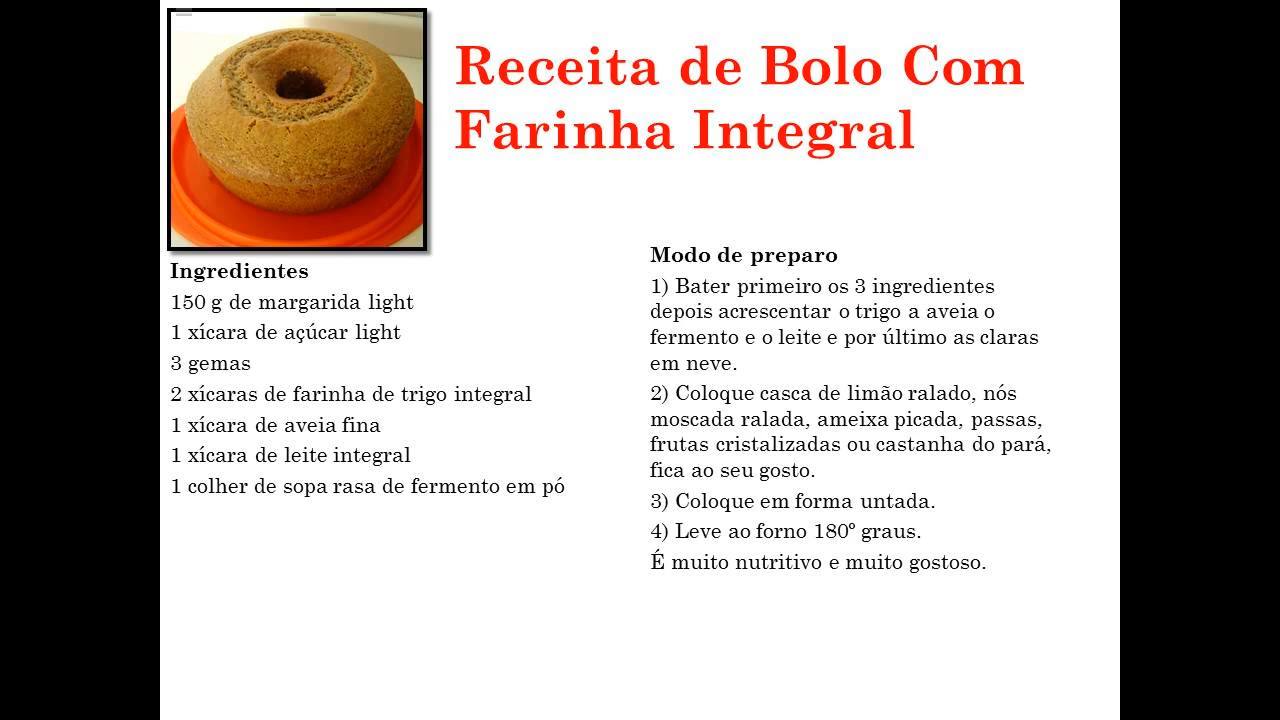 Receita de Bolo Com
Farinha Integral
Ingredientes
150 g de margarida light
1 xícara de açúcar light
3 gemas
2 xícaras de farinha de trigo integral
1 xícara de aveia fina
1 xícara de leite integral
1 colher de sopa rasa de fermento em pó
Modo de preparo
1) Bater primeiro os 3 ingredientes
depois acrescentar o trigo a aveia o
fermento e o leite e por último as claras
em neve.
2) Coloque casca de limão ralado, nós
moscada ralada, ameixa picada, passas,
frutas cristalizadas ou castanha do pará,
fica ao seu gosto.
3) Coloque em forma untada.
4) Leve ao forno 180º graus.
É muito nutritivo e muito gostoso.